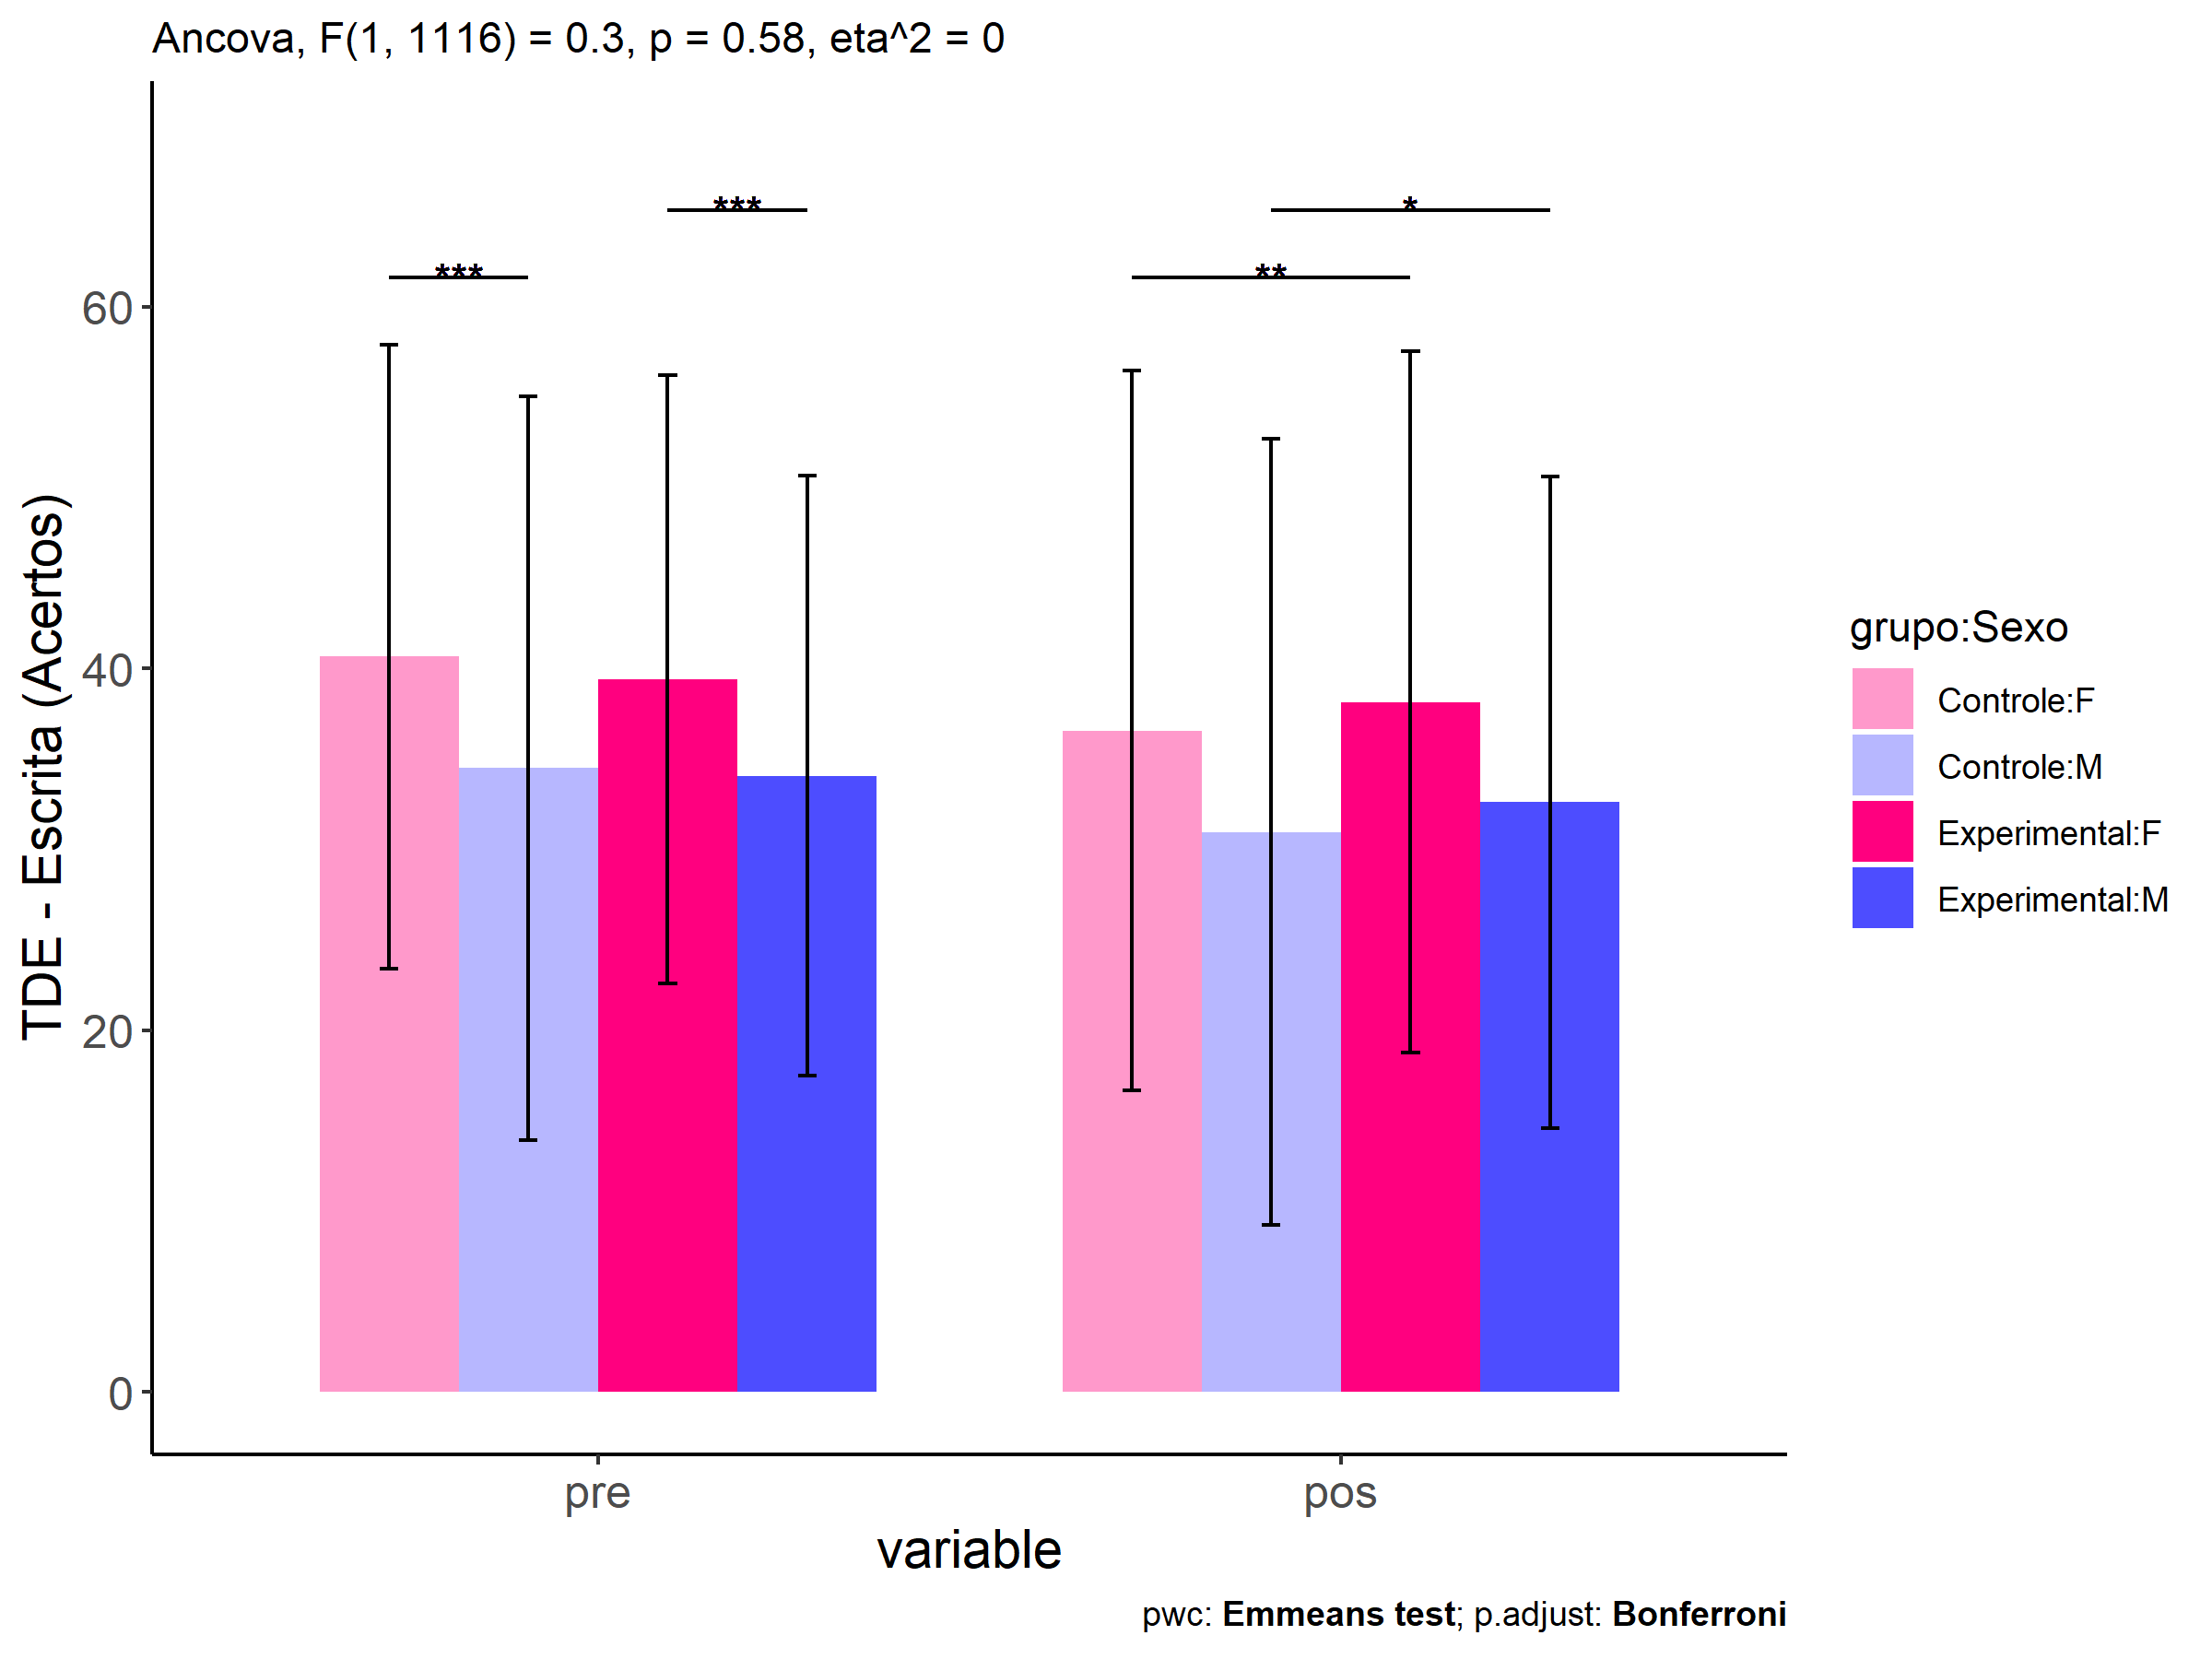 Ancova, F(1, 1116) = 0.3, p = 0.58, eta^2 = 0
*** *
*** **
60
40
20
0
TDE - Escrita (Acertos)
pre pos
variable
grupo:Sexo
Controle:F
Controle:M
Experimental:F
Experimental:M
pwc: Emmeans test; p.adjust: Bonferroni